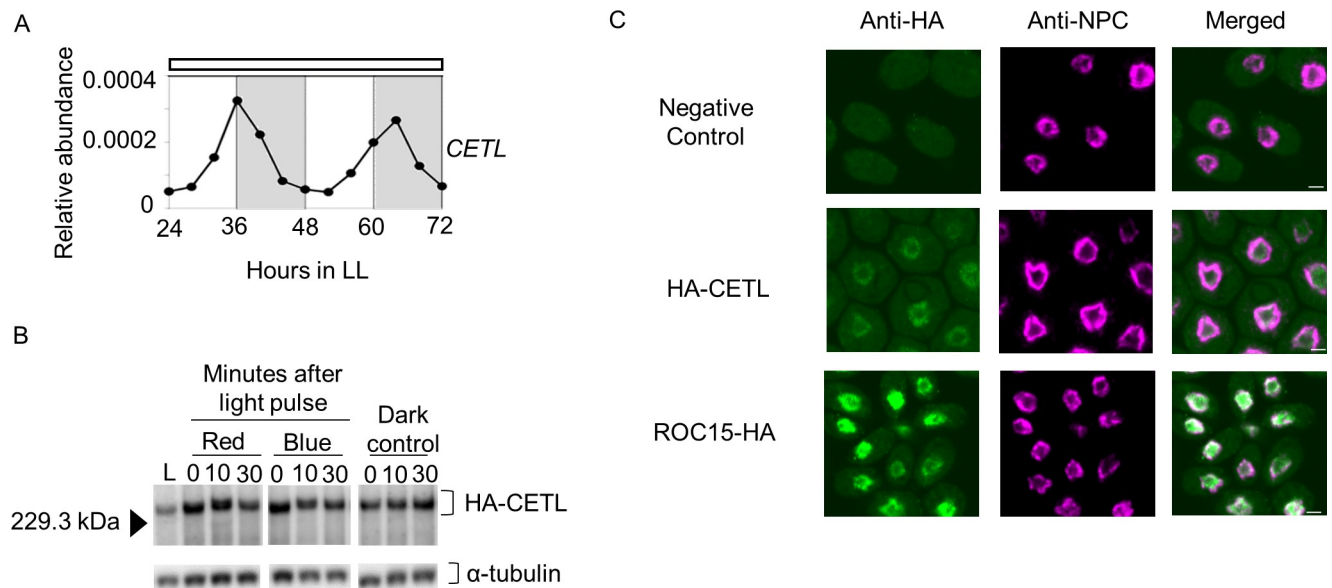 A
Relative abundance
0.0004
0.0002
0
CETL
24 36 48 60 72
Hours in LL
B
Minutes after
light pulse
Dark
control
Red Blue
L 0 10 30 0 10 30 0 10 30
HA-CETL
229.3 kDa
α-tubulin
C
Anti-HA Anti-NPC Merged
Negative
Control
HA-CETL
ROC15-HA